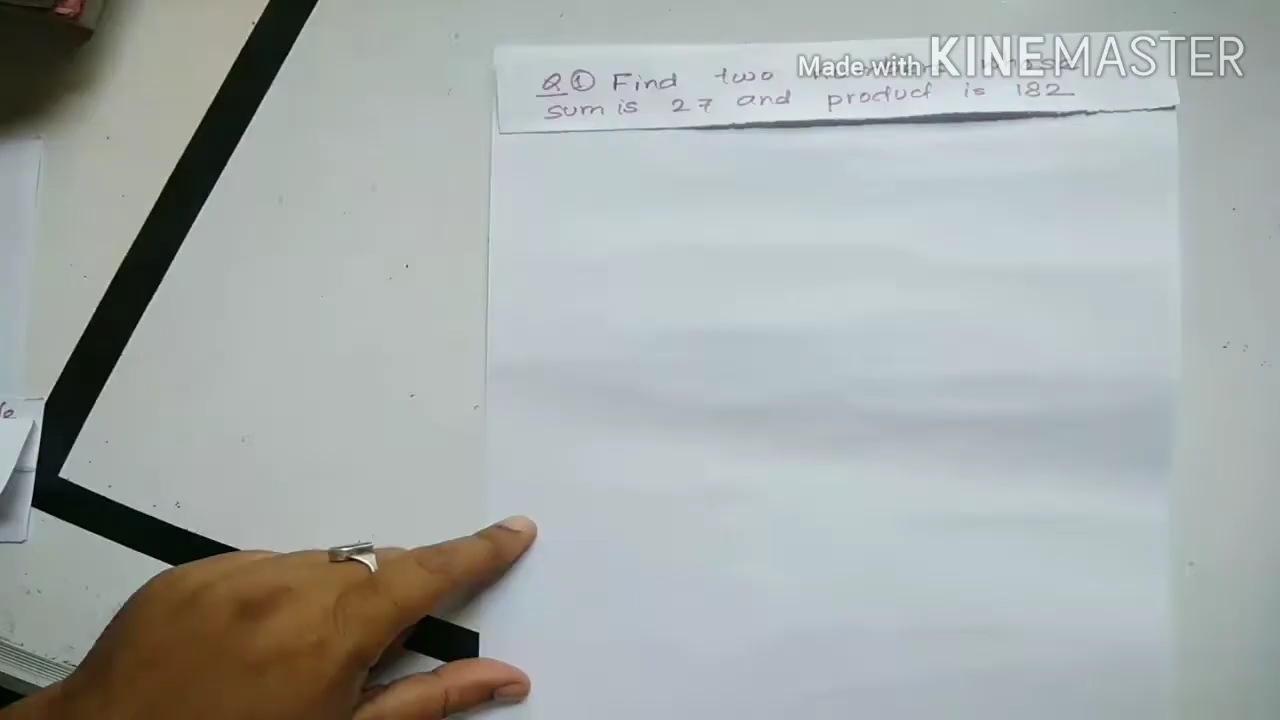 Q① Find two
sum is 27 and product is 182
Made with KINEMASTER